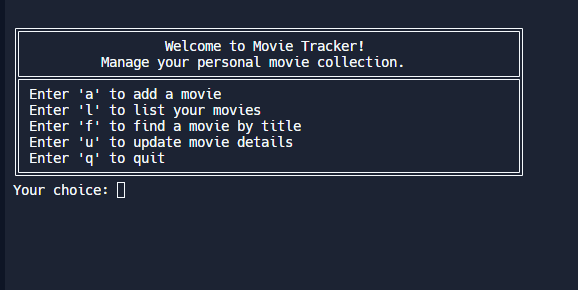 Welcome to Movie Tracker!
Manage your personal movie collection.
Enter 'a' to add a movie
Enter 'l' to list your movies
Enter 'f' to find a movie by title
Enter 'u' to update movie details
Enter 'q' to quit
Your choice: